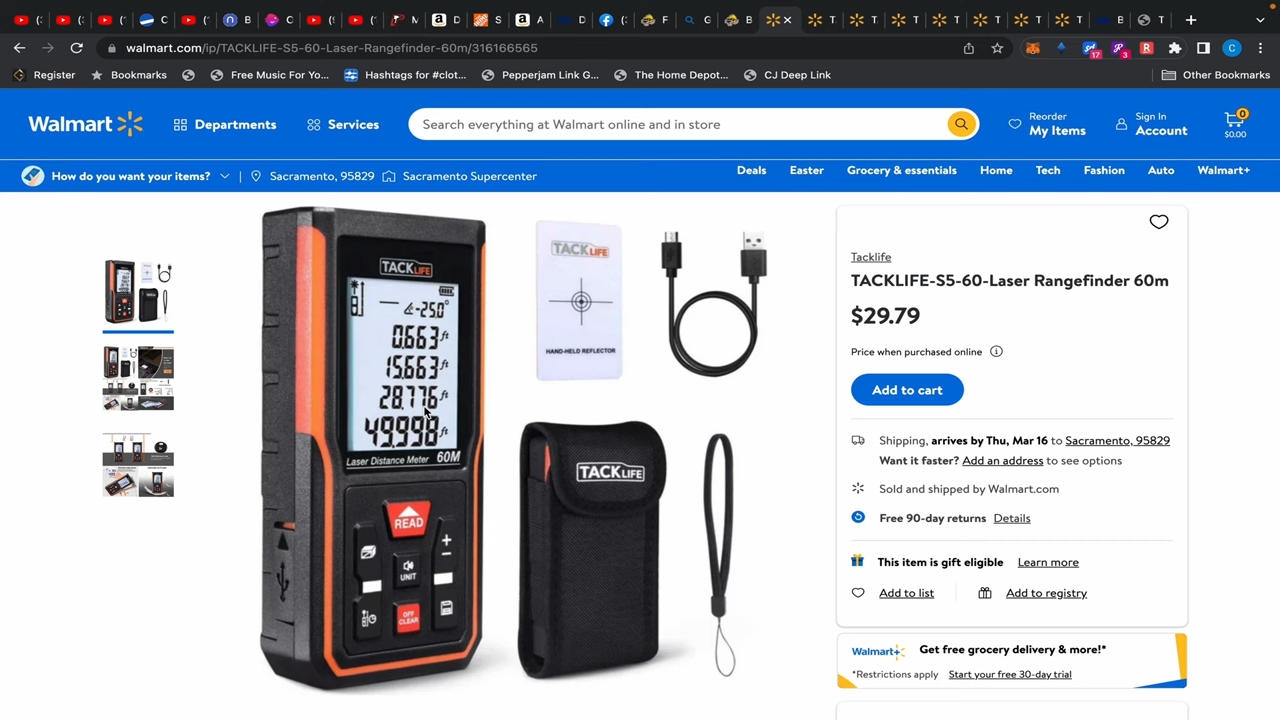 walmart.com/ip/TACKLIFE-S5-60-Laser-Rangefinder-60m/316166565
Register
Bookmarks
Free Music For Yo...
Hashtags for #clot...
Pepperjam Link G...
The Home Depot...
CJ Deep Link
Other Bookmarks
Walmart
Departments
Services
Search everything at Walmart online and in store
Reorder
My Items
Sign In
Account
0
$0.00
How do you want your items?
Sacramento, 95829
Sacramento Supercenter
Deals
Easter
Grocery & essentials
Home
Tech
Fashion
Auto
Walmart+
TACKLIFE
-25.0°
0.663 ft
15.663 ft
28.776 ft
49.998 ft
Laser Distance Meter 60M
READ
UNIT
OFF
CLEAR
TACKLIFE
HAND-HELD REFLECTOR
TACKLIFE
Tacklife
TACKLIFE-S5-60-Laser Rangefinder 60m
$29.79
Price when purchased online
Add to cart
Shipping, arrives by Thu, Mar 16 to Sacramento, 95829
Want it faster? Add an address to see options
Sold and shipped by Walmart.com
Free 90-day returns Details
This item is gift eligible Learn more
Add to list
Add to registry
Walmart+
Get free grocery delivery & more!*
*Restrictions apply
Start your free 30-day trial